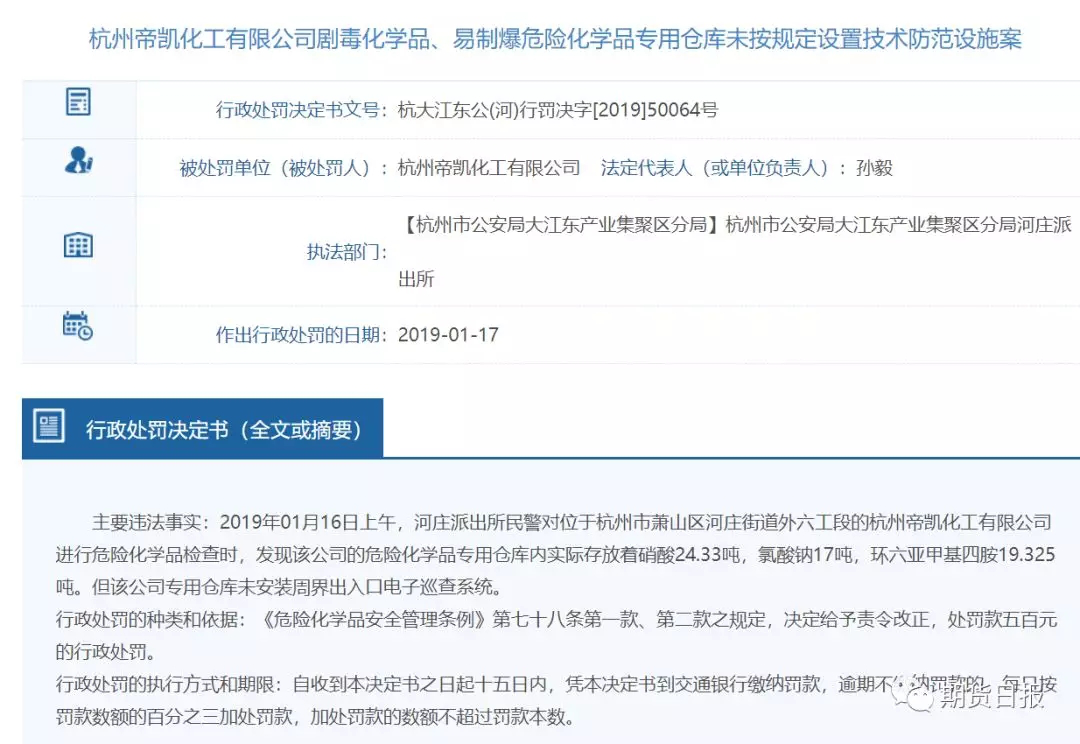 杭州帝凯化工有限公司剧毒化学品、易制爆危险化学品专用仓库未按规定设置技术防范设施案
行政处罚决定书文号：杭大江东公(河)行罚决字[2019]50064号
被处罚单位（被处罚人）：杭州帝凯化工有限公司 法定代表人（或单位负责人）：孙毅
【杭州市公安局大江东产业集聚区分局】杭州市公安局大江东产业集聚区分局河庄派
执法部门：
出所
作出行政处罚的日期：2019-01-17
行政处罚决定书（全文或摘要）
主要违法事实：2019年01月16日上午，河庄派出所民警对位于杭州市萧山区河庄街道外六工段的杭州帝凯化工有限公司
进行危险化学品检查时，发现该公司的危险化学品专用仓库内实际存放着硝酸24.33吨，氯酸钠17吨，环六亚甲基四胺19.325
吨。但该公司专用仓库未安装周界出入口电子巡查系统。
行政处罚的种类和依据：《危险化学品安全管理条例》第七十八条第一款、第二款之规定，决定给予责令改正，处罚款五百元
的行政处罚。
行政处罚的执行方式和期限：自收到本决定书之日起十五日内，凭本决定书到交通银行缴纳罚款，逾期不缴纳罚款的，每日按
罚款数额的百分之三加处罚款，加处罚款的数额不超过罚款本数。
期货日报